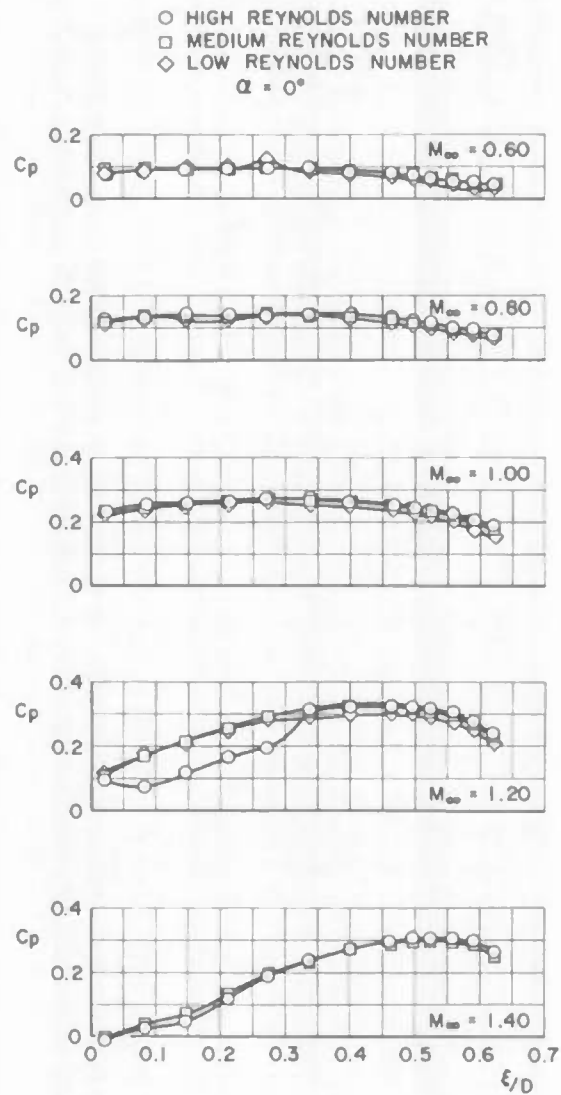 ○ HIGH REYNOLDS NUMBER
□ MEDIUM REYNOLDS NUMBER
◇ LOW REYNOLDS NUMBER
α = 0°
0.2
Cp
0
M∞ = 0.60
0.2
Cp
0
M∞ = 0.80
0.4
Cp
0.2
0
M∞ = 1.00
0.4
Cp
0.2
0
M∞ = 1.20
0.4
Cp
0.2
0
M∞ = 1.40
0 0.1 0.2 0.3 0.4 0.5 0.6 0.7
ξ/D